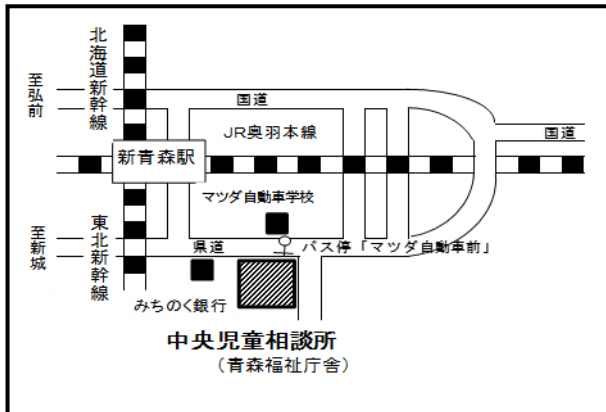 北海道新幹線
至弘前
国道
JR奥羽本線
国道
新青森駅
マツダ自動車学校
至新城
東北新幹線
県道
バス停「マツダ自動車前」
みちのく銀行
中央児童相談所
（青森福祉庁舎）